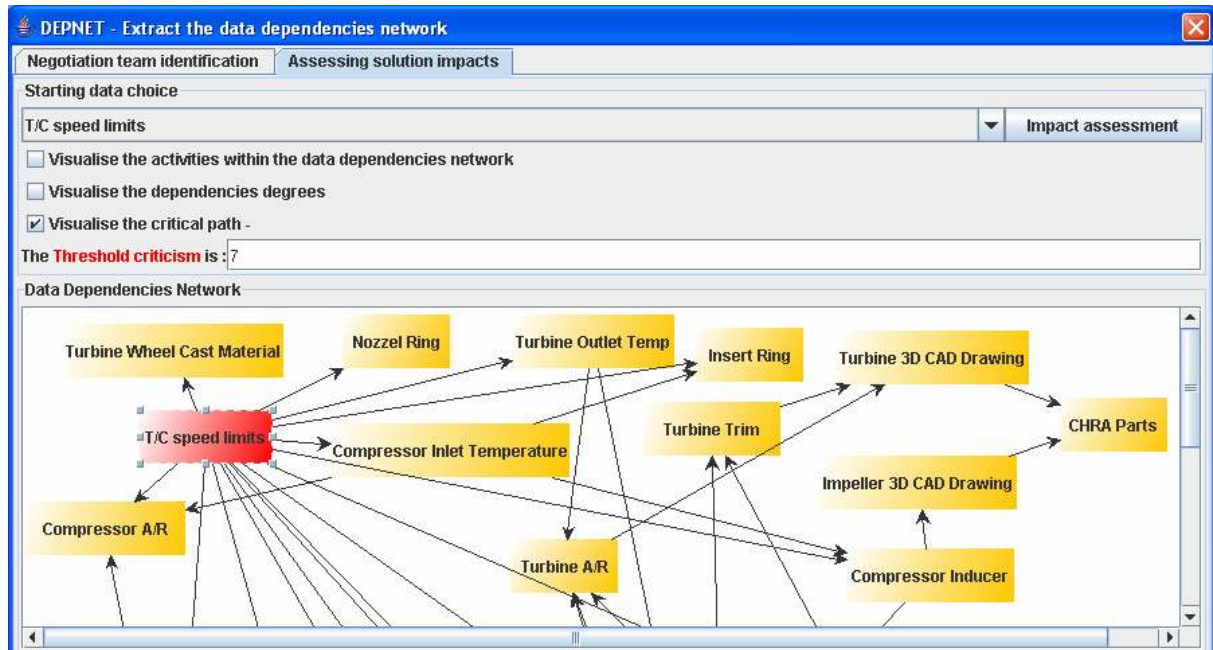 DEPNET - Extract the data dependencies network
Negotiation team identification
Assessing solution impacts
Starting data choice
T/C speed limits
Impact assessment
Visualise the activities within the data dependencies network
Visualise the dependencies degrees
Visualise the critical path -
The Threshold criticism is : 7
Data Dependencies Network
Turbine Wheel Cast Material
Nozzel Ring
Turbine Outlet Temp
Insert Ring
Turbine 3D CAD Drawing
T/C speed limits
Compressor Inlet Temperature
Turbine Trim
CHRA Parts
Impeller 3D CAD Drawing
Compressor A/R
Turbine A/R
Compressor Inducer